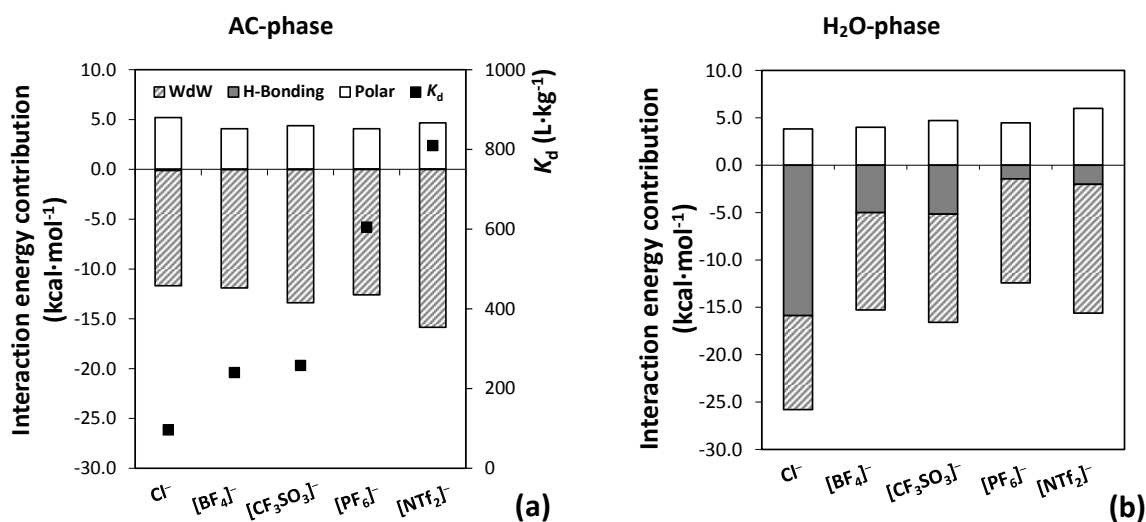 AC-phase
10.0
5.0
0.0
-5.0
-10.0
-15.0
-20.0
-25.0
-30.0
Interaction energy contribution
(kcal·mol⁻¹)
WdW H-Bonding Polar Kd
1000
800
600
400
200
0
Kd (L·kg⁻¹)
Cl⁻ [BF₄]⁻ [CF₃SO₃]⁻ [PF₆]⁻ [NTf₂]⁻
(a)
H₂O-phase
10.0
5.0
0.0
-5.0
-10.0
-15.0
-20.0
-25.0
-30.0
Interaction energy contribution
(kcal·mol⁻¹)
Cl⁻ [BF₄]⁻ [CF₃SO₃]⁻ [PF₆]⁻ [NTf₂]⁻
(b)